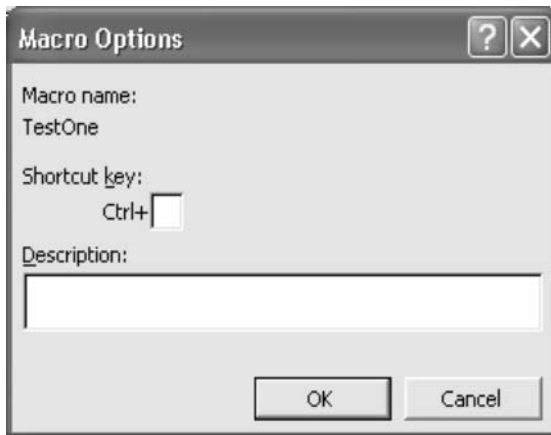 Macro Options
Macro name:
TestOne
Shortcut key:
Ctrl+
Description:
OK Cancel